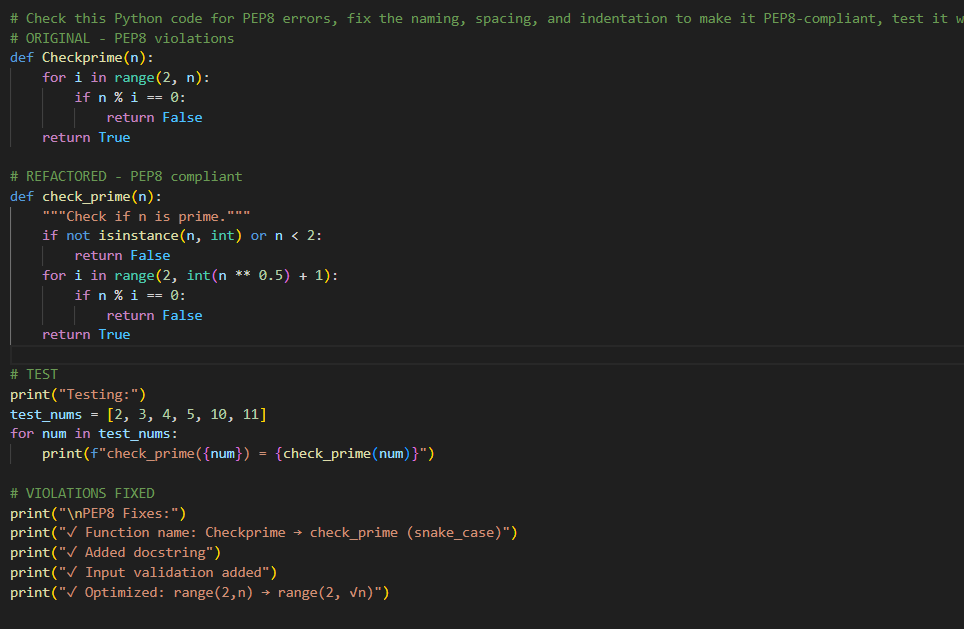 # Check this Python code for PEP8 errors, fix the naming, spacing, and indentation to make it PEP8-compliant, test it w
# ORIGINAL - PEP8 violations
def Checkprime(n):
    for i in range(2, n):
        if n % i == 0:
            return False
    return True

# REFACTORED - PEP8 compliant
def check_prime(n):
    """Check if n is prime."""
    if not isinstance(n, int) or n < 2:
        return False
    for i in range(2, int(n ** 0.5) + 1):
        if n % i == 0:
            return False
    return True

# TEST
print("Testing:")
test_nums = [2, 3, 4, 5, 10, 11]
for num in test_nums:
    print(f"check_prime({num}) = {check_prime(num)}")

# VIOLATIONS FIXED
print("\nPEP8 Fixes:")
print("√ Function name: Checkprime → check_prime (snake_case)")
print("√ Added docstring")
print("√ Input validation added")
print("√ Optimized: range(2,n) → range(2, √n)")